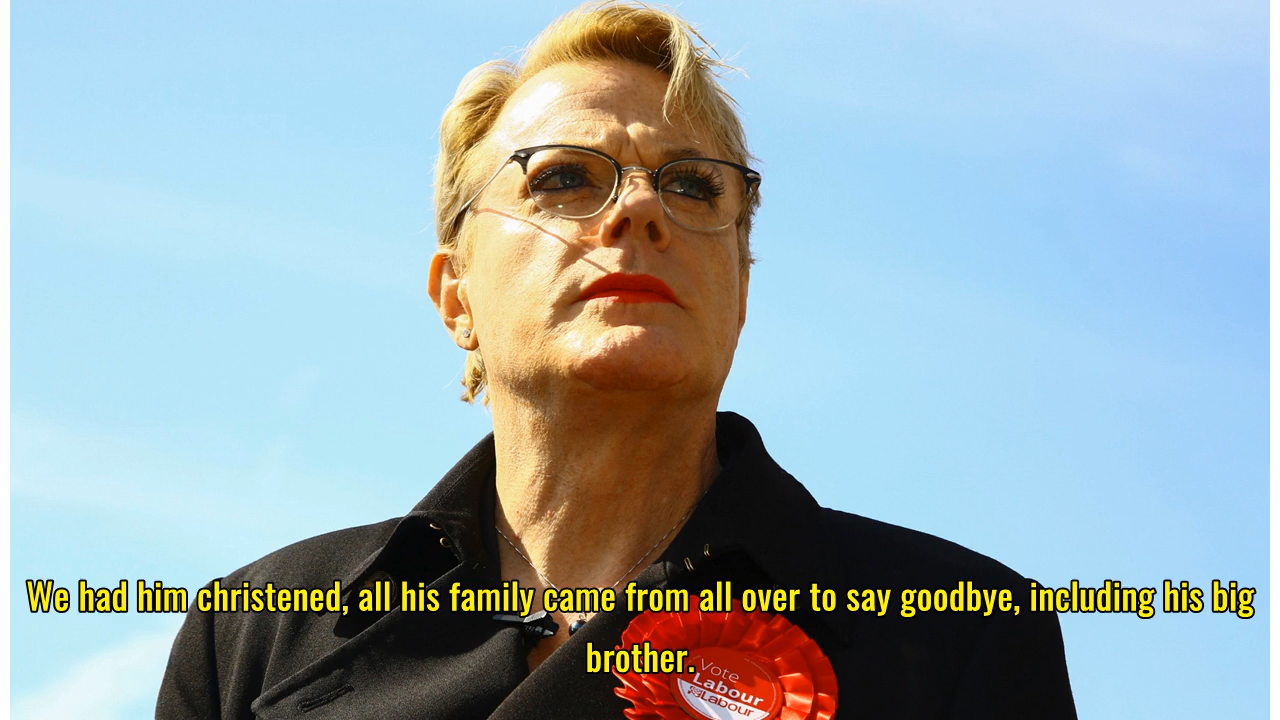 We had him christened, all his family came from all over to say goodbye, including his big
brother.
Vote
Labour
Labour